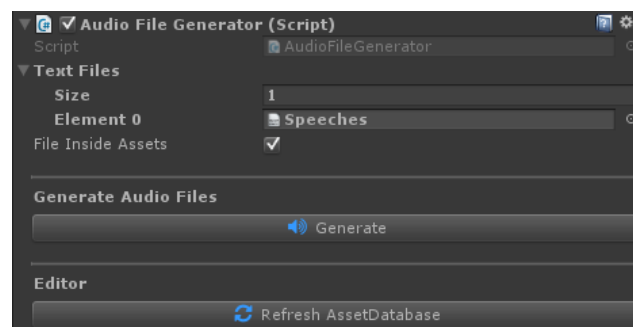 Audio File Generator (Script)
Script AudioFileGenerator
Text Files
Size 1
Element 0 Speeches
File Inside Assets
Generate Audio Files
Generate
Editor
Refresh AssetDatabase